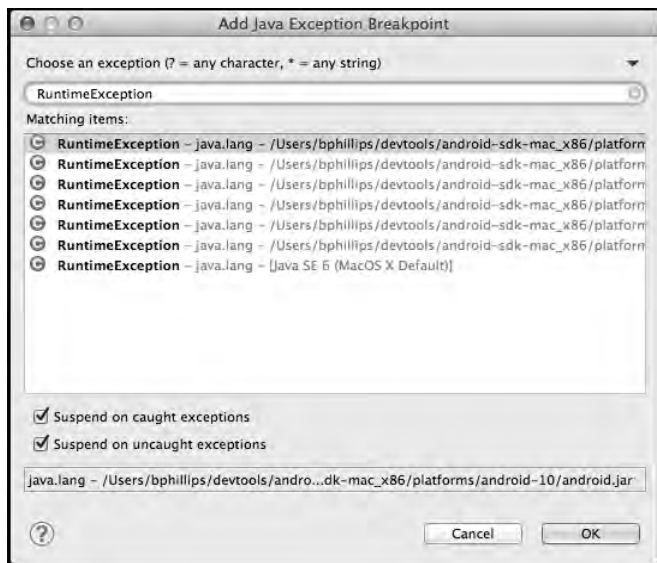 Add Java Exception Breakpoint
Choose an exception (? = any character, * = any string)
RuntimeException
Matching items:
RuntimeException – java.lang – /Users/bphillips/devtools/android-sdk-mac_x86/platform
RuntimeException – java.lang – /Users/bphillips/devtools/android-sdk-mac_x86/platform
RuntimeException – java.lang – /Users/bphillips/devtools/android-sdk-mac_x86/platform
RuntimeException – java.lang – /Users/bphillips/devtools/android-sdk-mac_x86/platform
RuntimeException – java.lang – /Users/bphillips/devtools/android-sdk-mac_x86/platform
RuntimeException – java.lang – /Users/bphillips/devtools/android-sdk-mac_x86/platform
RuntimeException – java.lang – [Java SE 6 (MacOS X Default)]
Suspend on caught exceptions
Suspend on uncaught exceptions
java.lang – /Users/bphillips/devtools/andro...dk-mac_x86/platforms/android-10/android.jar
?
Cancel
OK